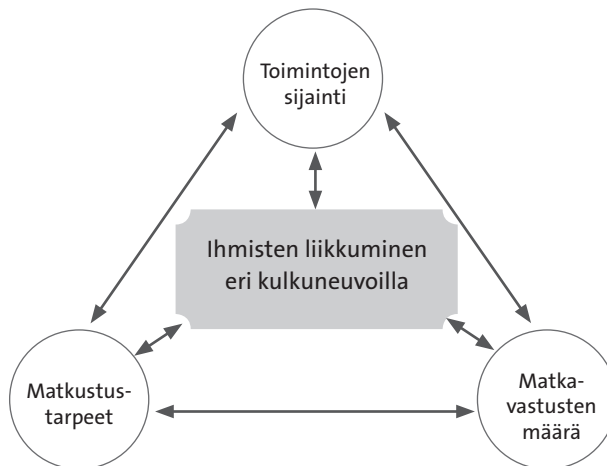 Toimintojen
sijainti
Ihmisten liikkuminen
eri kulkuneuvoilla
Matkustus-
tarpeet
Matka-
vastusten
määrä